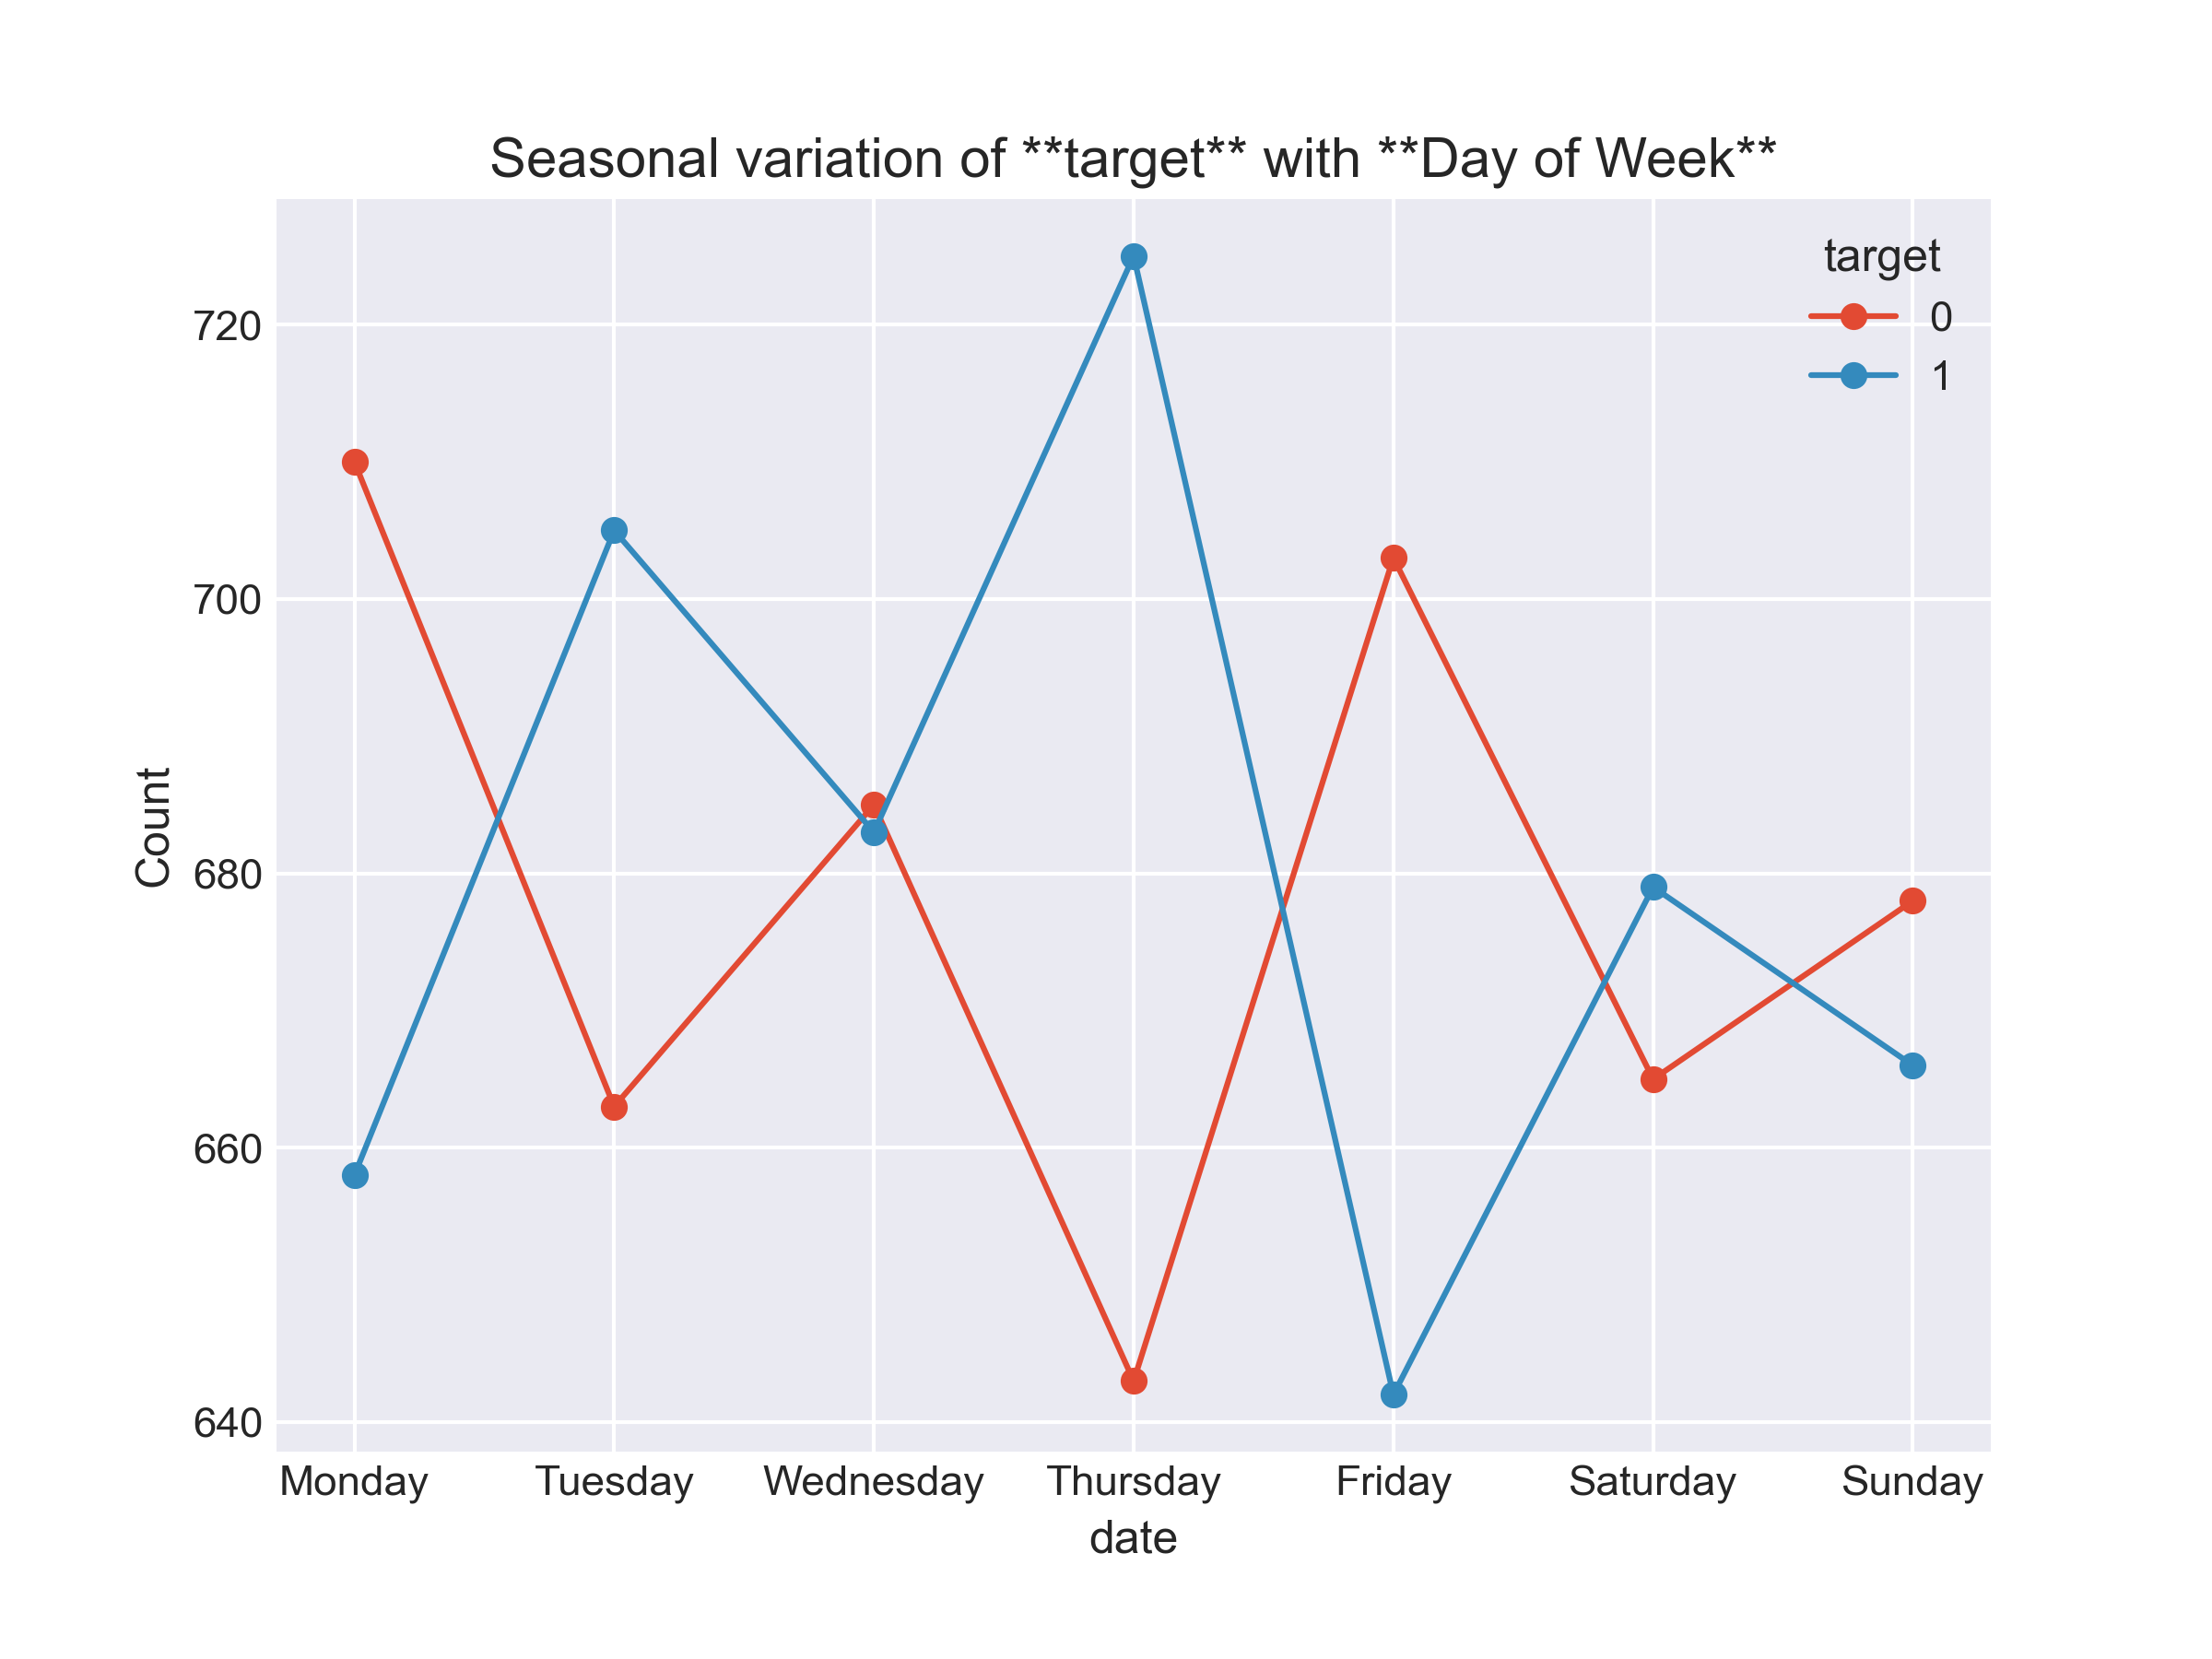 Seasonal variation of **target** with **Day of Week**
target
0
1
720
700
680
660
640
Count
Monday
Tuesday
Wednesday
Thursday
Friday
Saturday
Sunday
date